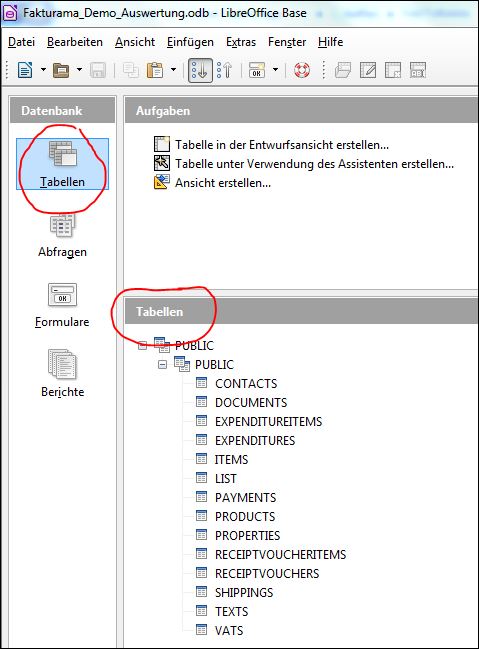 Fakturama_Demo_Auswertung.odb - LibreOffice Base
Datei Bearbeiten Ansicht Einfügen Extras Fenster Hilfe
Datenbank
Tabellen
Abfragen
OK
Formulare
Berichte
Aufgaben
Tabelle in der Entwurfsansicht erstellen...
Tabelle unter Verwendung des Assistenten erstellen...
Ansicht erstellen...
Tabellen
PUBLIC
PUBLIC
CONTACTS
DOCUMENTS
EXPENDITUREITEMS
EXPENDITURES
ITEMS
LIST
PAYMENTS
PRODUCTS
PROPERTIES
RECEIPTVOUCHERITEMS
RECEIPTVOUCHERS
SHIPPINGS
TEXTS
VATS